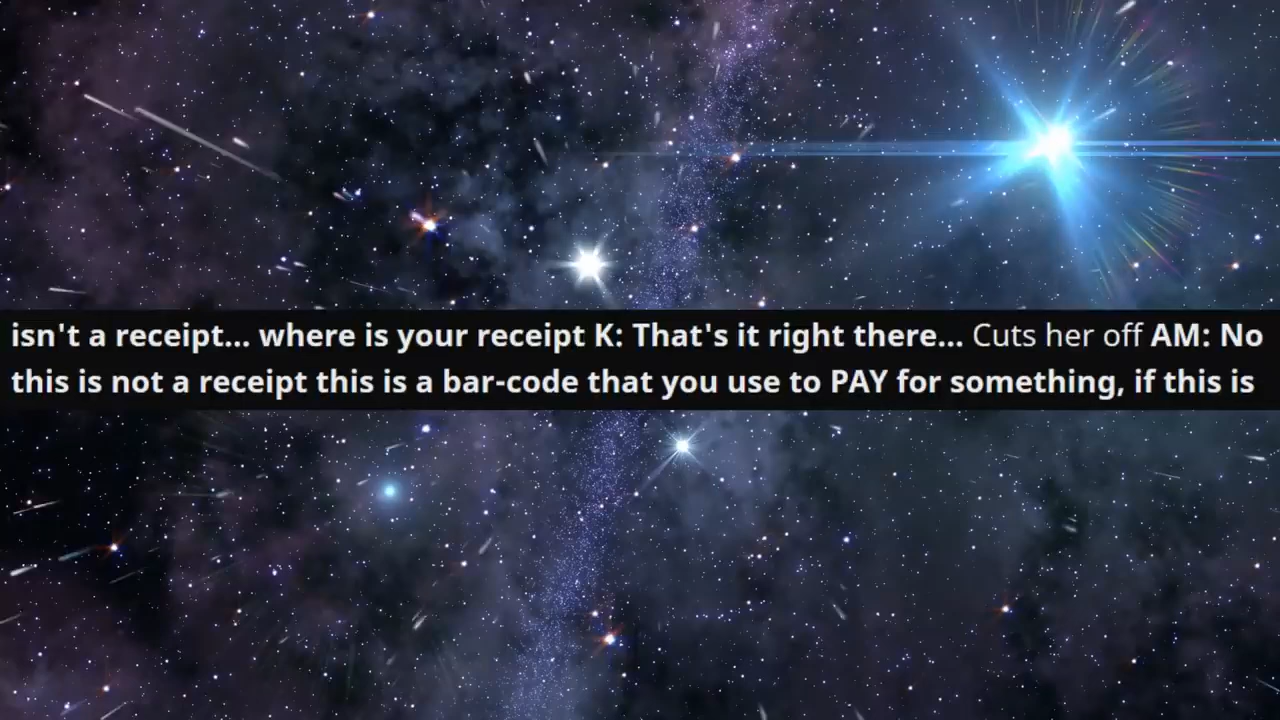 isn't a receipt... where is your receipt K: That's it right there... Cuts her off AM: No
this is not a receipt this is a bar-code that you use to PAY for something, if this is